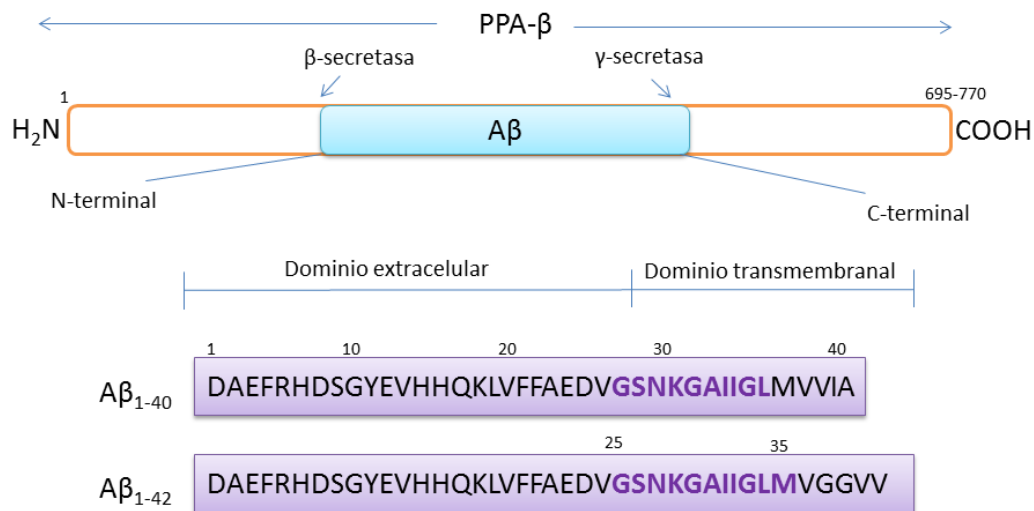 PPA-β
β-secretasa
γ-secretasa
1
695-770
H₂N
Aβ
COOH
N-terminal
C-terminal
Dominio extracelular
Dominio transmembranal
1 10 20 30 40
Aβ₁₋₄₀ DAEFRHDSGYEVHHQKLVFFAEDVGSNKGAIIGLMVVIA
25 35
Aβ₁₋₄₂ DAEFRHDSGYEVHHQKLVFFAEDVGSNKGAIIGLMVGGVV